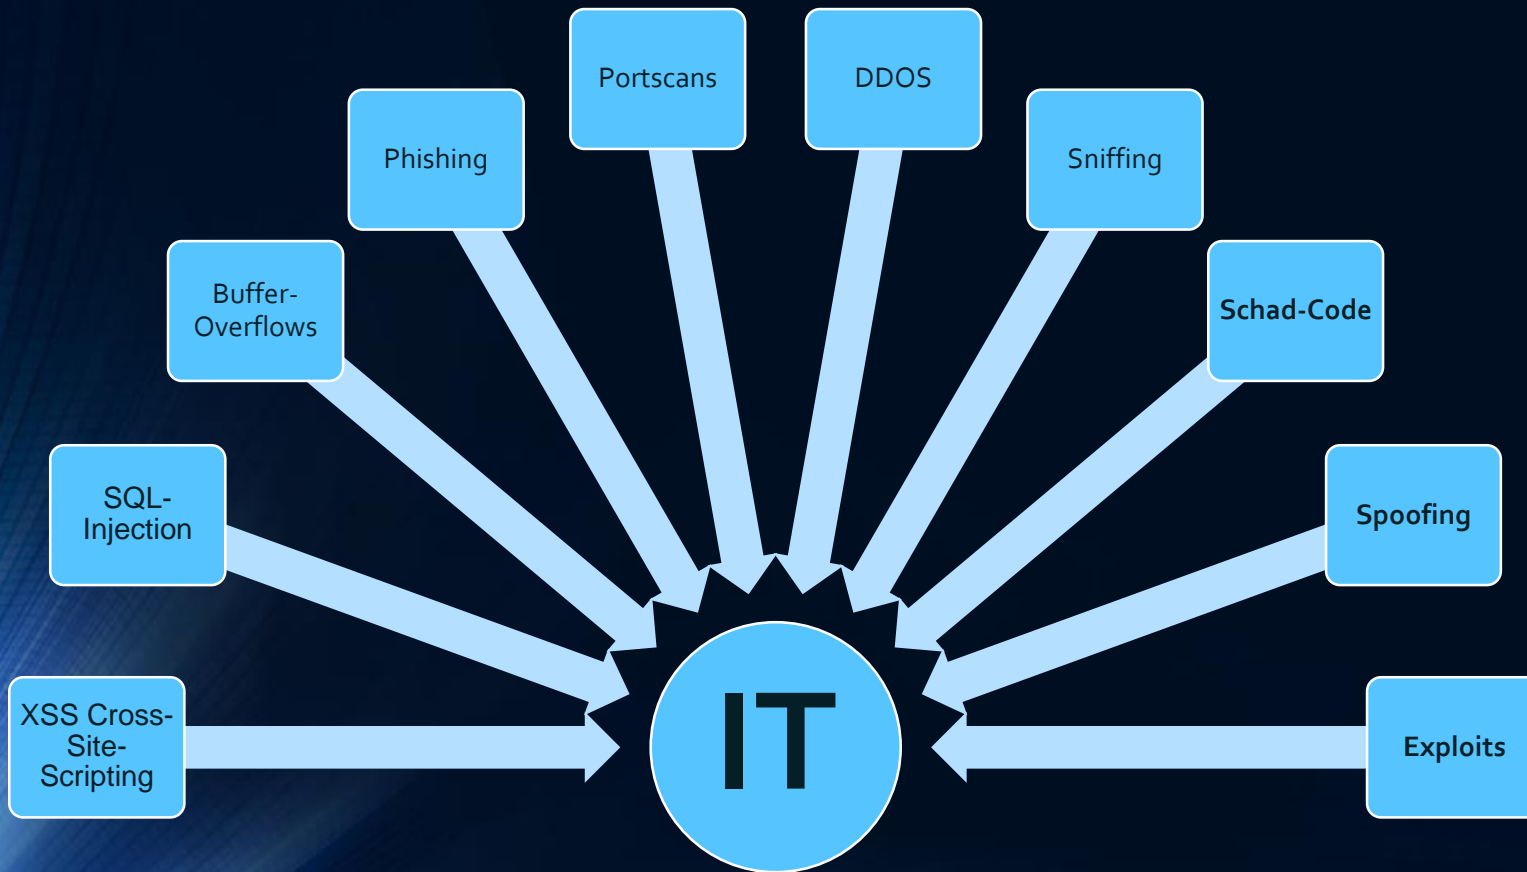 Portscans
DDOS
Phishing
Sniffing
Buffer-
Overflows
Schad-Code
SQL-
Injection
Spoofing
XSS Cross-
Site-
Scripting
IT
Exploits